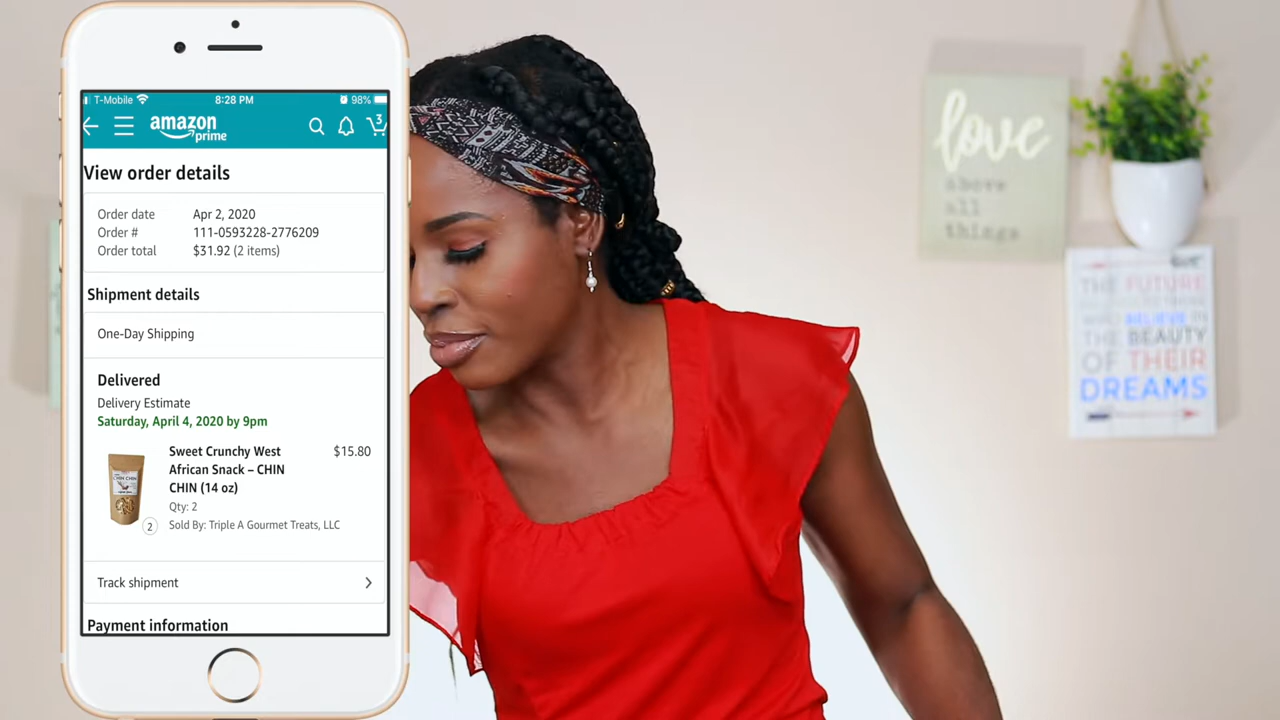 T-Mobile
8:28 PM
98%
amazon
prime
3
View order details
Order date Apr 2, 2020
Order # 111-0593228-2776209
Order total $31.92 (2 items)
Shipment details
One-Day Shipping
Delivered
Delivery Estimate
Saturday, April 4, 2020 by 9pm
Sweet Crunchy West $15.80
African Snack – CHIN
CHIN (14 oz)
Qty: 2
2 Sold By: Triple A Gourmet Treats, LLC
CHIN CHIN
Track shipment
Payment information
love
above
all
things
THE FUTURE
BELIEVE
THE BEAUTY
OF THEIR
DREAMS